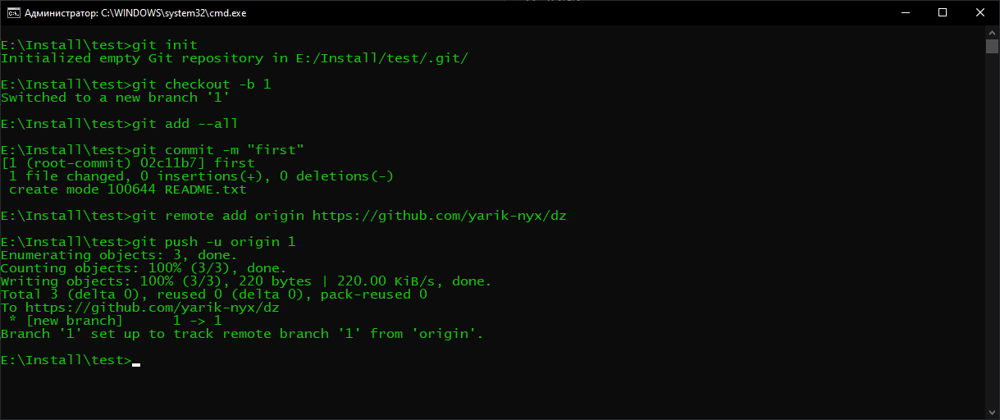 Администратор: C:\WINDOWS\system32\cmd.exe
E:\Install\test>git init
Initialized empty Git repository in E:/Install/test/.git/
E:\Install\test>git checkout -b 1
Switched to a new branch '1'
E:\Install\test>git add --all
E:\Install\test>git commit -m "first"
[1 (root-commit) 02c11b7] first
 1 file changed, 0 insertions(+), 0 deletions(-)
 create mode 100644 README.txt
E:\Install\test>git remote add origin https://github.com/yarik-nyx/dz
E:\Install\test>git push -u origin 1
Enumerating objects: 3, done.
Counting objects: 100% (3/3), done.
Writing objects: 100% (3/3), 220 bytes | 220.00 KiB/s, done.
Total 3 (delta 0), reused 0 (delta 0), pack-reused 0
To https://github.com/yarik-nyx/dz
 * [new branch]      1 -> 1
Branch '1' set up to track remote branch '1' from 'origin'.
E:\Install\test>